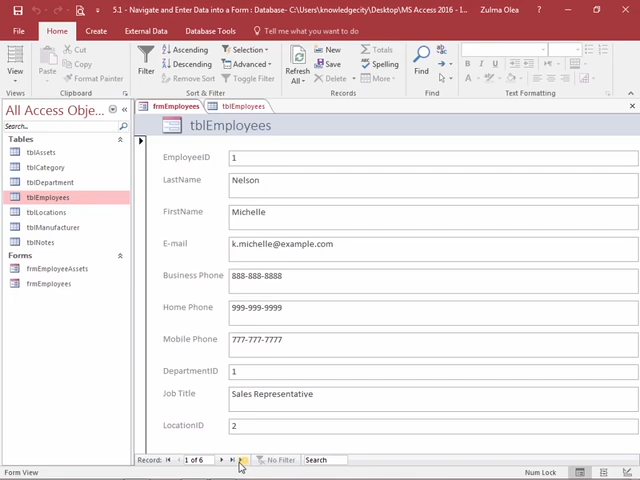 5.1 - Navigate and Enter Data into a Form : Database- C:\Users\knowledgecity\Desktop\MS Access 2016 - I... Zulma Olea ?
File Home Create External Data Database Tools Tell me what you want to do
View Paste Cut Copy Format Painter Filter Ascending Descending Remove Sort Selection Advanced Toggle Filter Refresh All New Save Delete Totals Spelling More Find B I U A
Views Clipboard Sort & Filter Records Find Text Formatting
All Access Obje... «
Search...
Tables
tblAssets
tblCategory
tblDepartment
tblEmployees
tblLocations
tblManufacturer
tblNotes
Forms
frmEmployeeAssets
frmEmployees
frmEmployees tblEmployees
tblEmployees
EmployeeID 1
LastName Nelson
FirstName Michelle
E-mail k.michelle@example.com
Business Phone 888-888-8888
Home Phone 999-999-9999
Mobile Phone 777-777-7777
DepartmentID 1
Job Title Sales Representative
LocationID 2
Record: 1 of 6 No Filter Search
Form View Num Lock